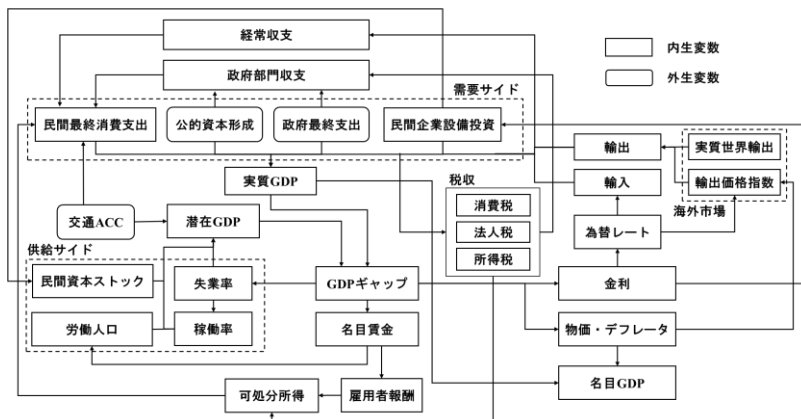 経常収支
内生変数
政府部門収支
外生変数
需要サイド
民間最終消費支出
公的資本形成
政府最終支出
民間企業設備投資
輸出
実質世界輸出
実質GDP
税収
輸入
輸出価格指数
消費税
海外市場
交通ACC
潜在GDP
法人税
為替レート
供給サイド
所得税
民間資本ストック
失業率
GDPギャップ
金利
労働人口
稼働率
名目賃金
物価・デフレータ
可処分所得
雇用者報酬
名目GDP